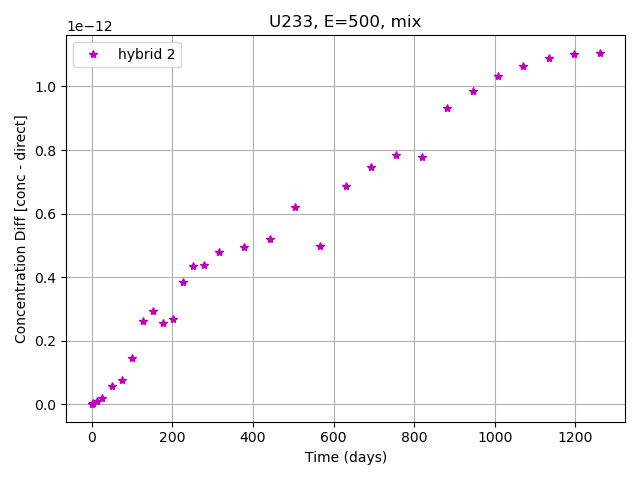 U233, E=500, mix
1e−12
hybrid 2
Concentration Diff [conc - direct]
1.0
0.8
0.6
0.4
0.2
0.0
0 200 400 600 800 1000 1200
Time (days)